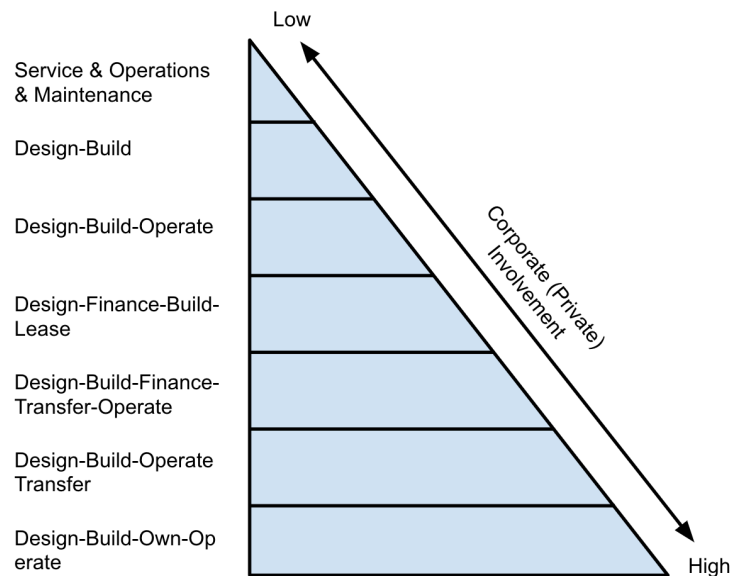 Low
Service & Operations
& Maintenance
Design-Build
Design-Build-Operate
Corporate (Private)
Involvement
Design-Finance-Build-
Lease
Design-Build-Finance-
Transfer-Operate
Design-Build-Operate
Transfer
Design-Build-Own-Op
erate
High